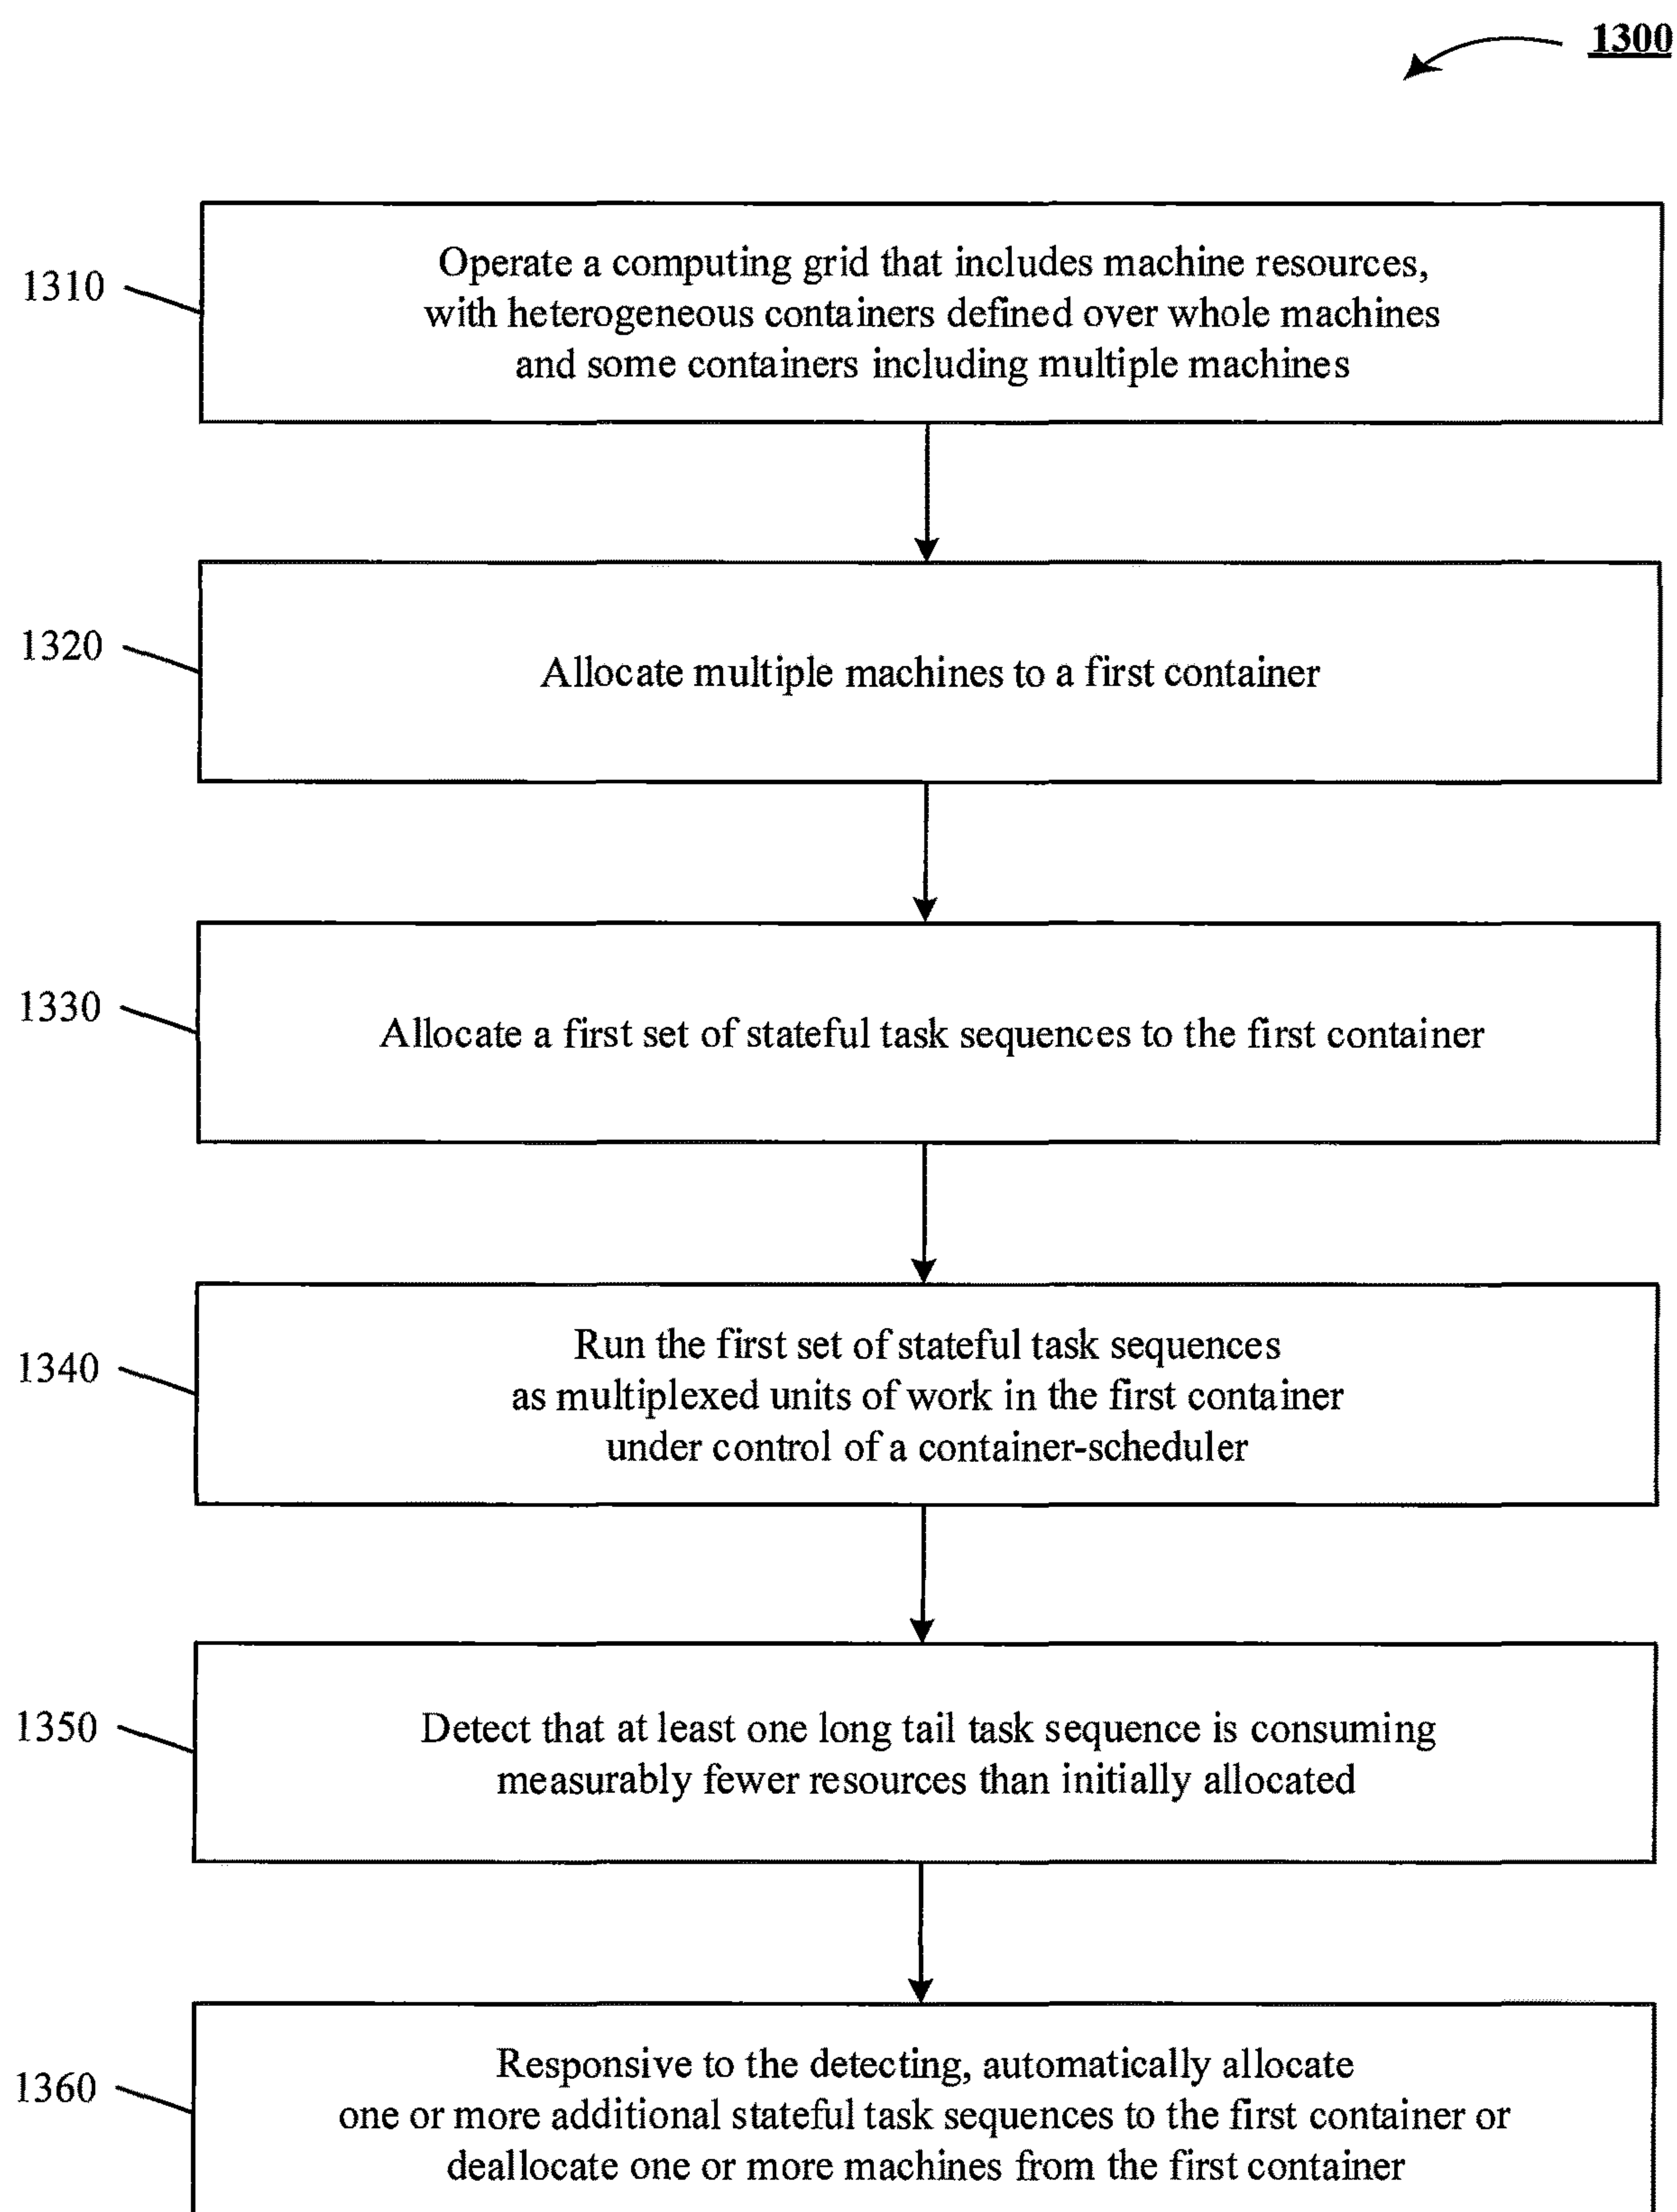 1300
1310
Operate a computing grid that includes machine resources,
with heterogeneous containers defined over whole machines
and some containers including multiple machines
1320
Allocate multiple machines to a first container
1330
Allocate a first set of stateful task sequences to the first container
1340
Run the first set of stateful task sequences
as multiplexed units of work in the first container
under control of a container-scheduler
1350
Detect that at least one long tail task sequence is consuming
measurably fewer resources than initially allocated
1360
Responsive to the detecting, automatically allocate
one or more additional stateful task sequences to the first container or
deallocate one or more machines from the first container